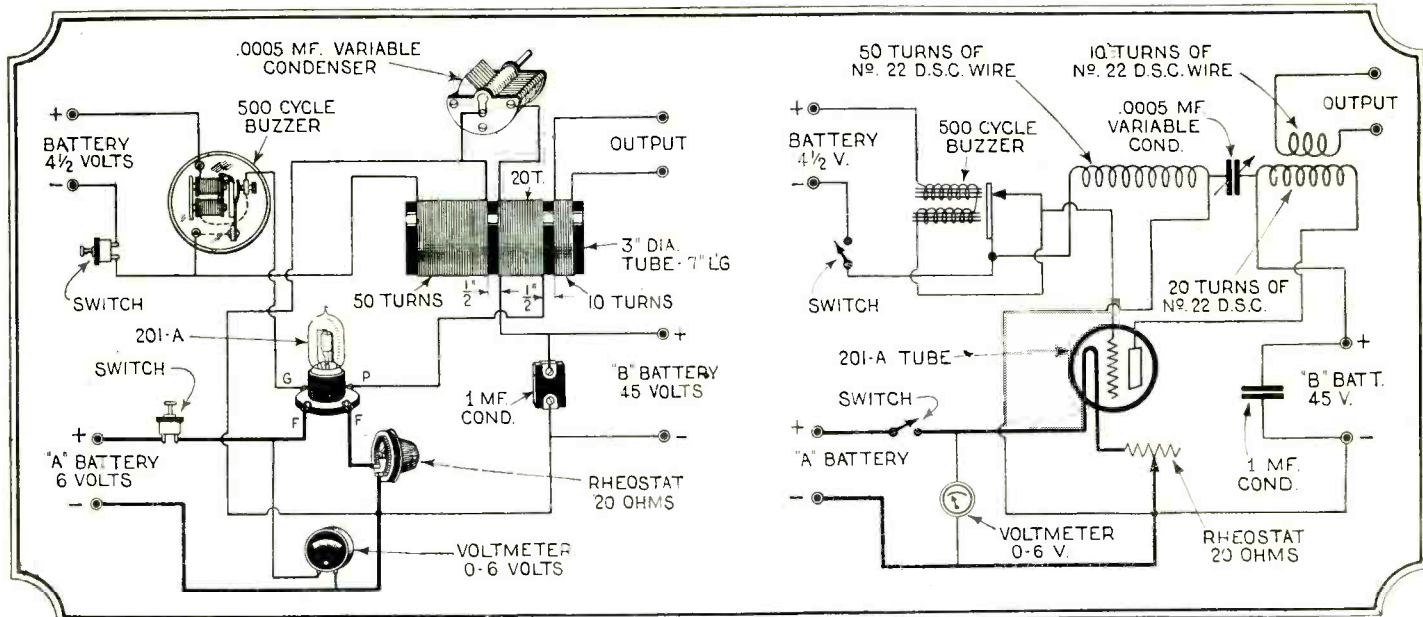 .0005 MF. VARIABLE
CONDENSER
+
500 CYCLE
BUZZER
BATTERY
4½ VOLTS
-
SWITCH
OUTPUT
20 T.
3" DIA.
TUBE - 7" LG
50 TURNS
½"
½"
10 TURNS
201-A
SWITCH
G
P
F
F
+
"A" BATTERY
6 VOLTS
-
1 MF.
COND.
+
"B" BATTERY
45 VOLTS
-
RHEOSTAT
20 OHMS
VOLTMETER
0-6 VOLTS
50 TURNS OF
No. 22 D.S.C. WIRE
10 TURNS OF
No. 22 D.S.C. WIRE
+
BATTERY
4½ V.
-
500 CYCLE
BUZZER
.0005 MF.
VARIABLE
COND.
OUTPUT
SWITCH
20 TURNS OF
No. 22 D.S.C.
201-A TUBE
SWITCH
+
"A" BATTERY
-
+
"B" BATT.
45 V.
-
1 MF.
COND.
VOLTMETER
0-6 V.
RHEOSTAT
20 OHMS